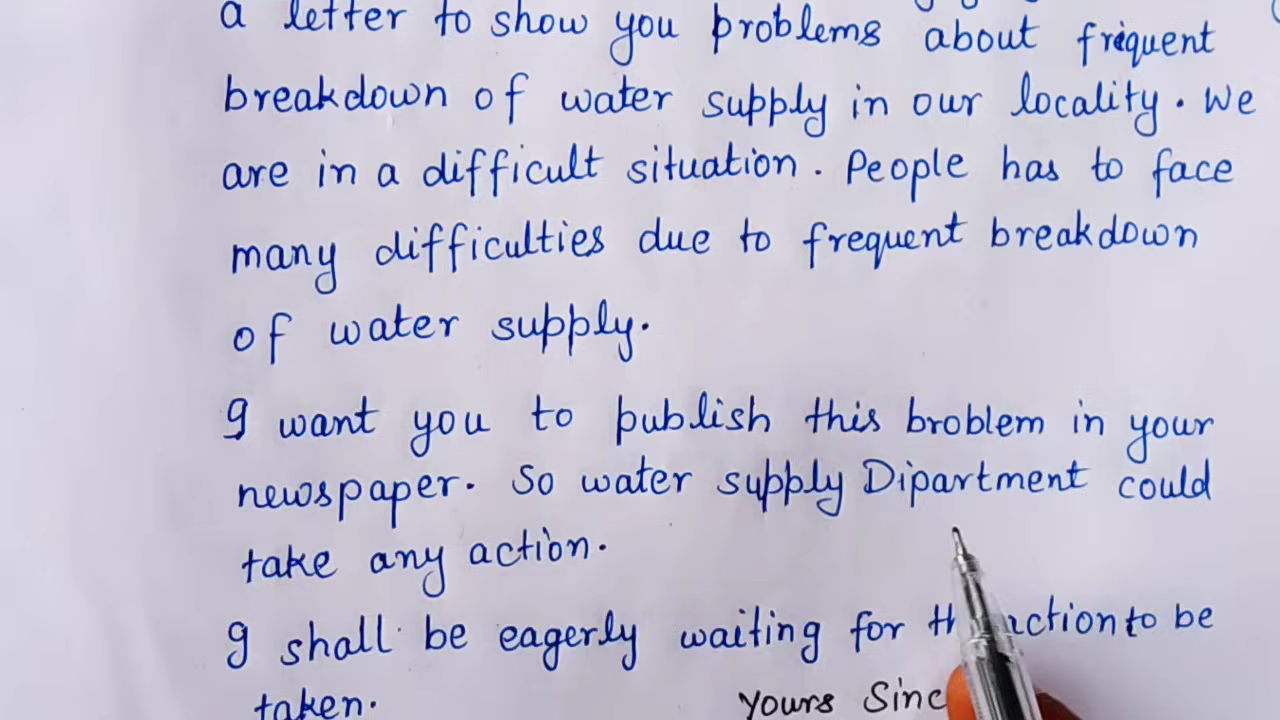 a letter to show you problems about friquent
breakdown of water supply in our locality. We
are in a difficult situation. People has to face
many difficulties due to frequent breakdown
of water supply.
I want you to publish this broblem in your
newspaper. So water supply Dipartment could
take any action.
I shall be eagerly waiting for action to be
taken.
yours